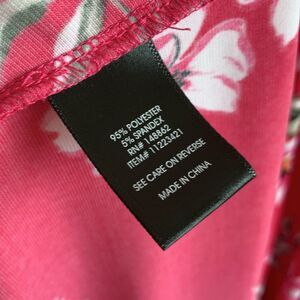 95% POLYESTER
5% SPANDEX
RN# 148862
ITEM# 11223421
SEE CARE ON REVERSE
MADE IN CHINA